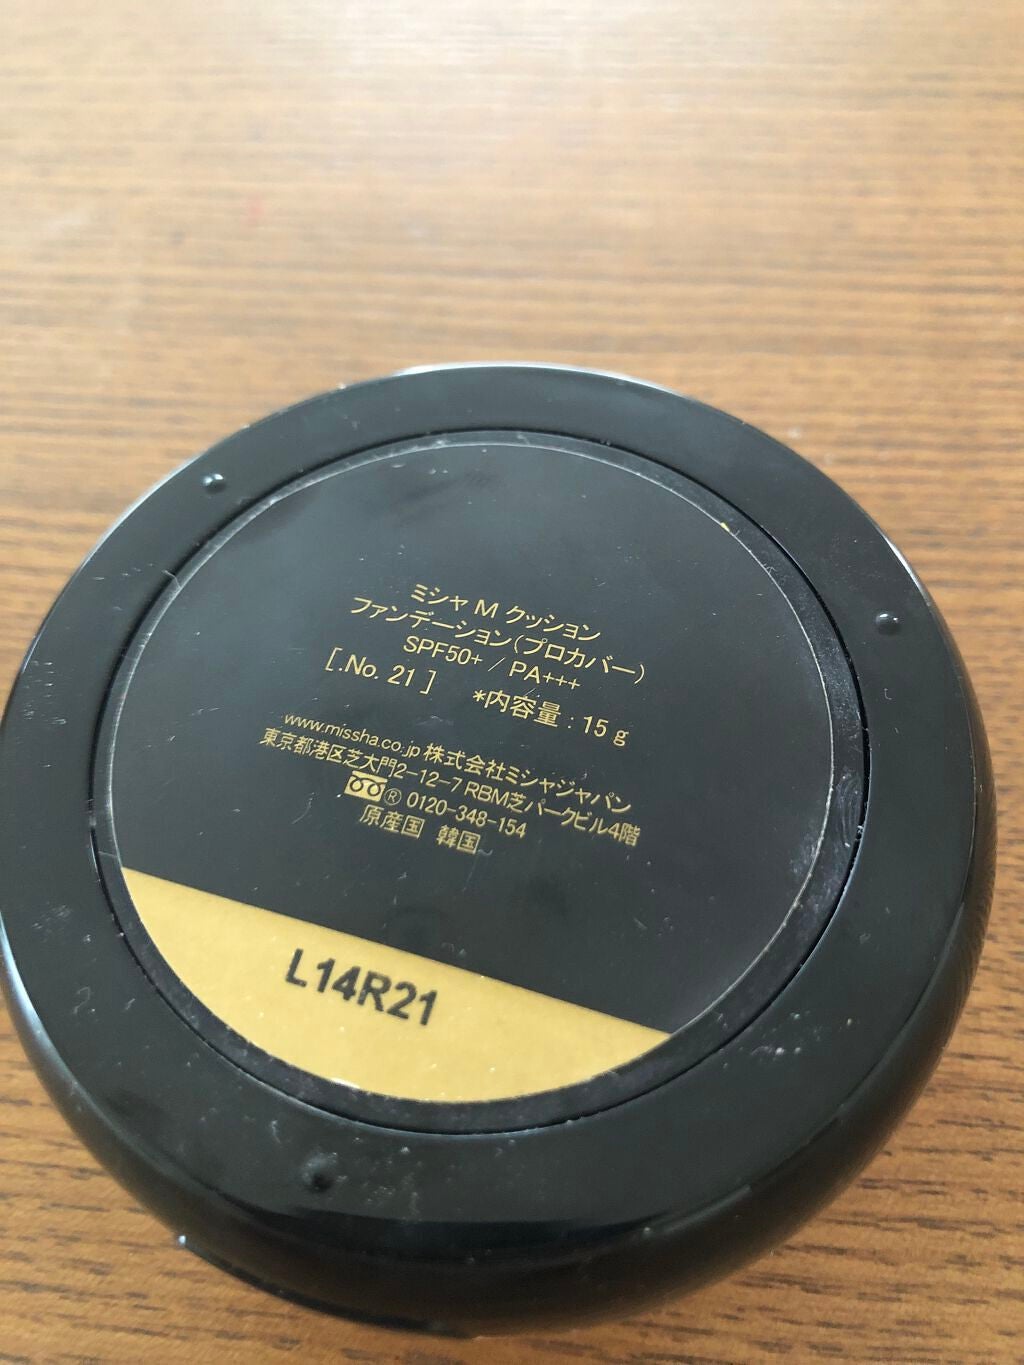 ミシャ M クッション
ファンデーション(プロカバー)
SPF50+ / PA+++
[.No. 21] *内容量 : 15 g
www.missha.co.jp 株式会社ミシャジャパン
東京都港区芝大門2-12-7 RBM芝パークビル4階
® 0120-348-154
原産国 韓国
L14R21